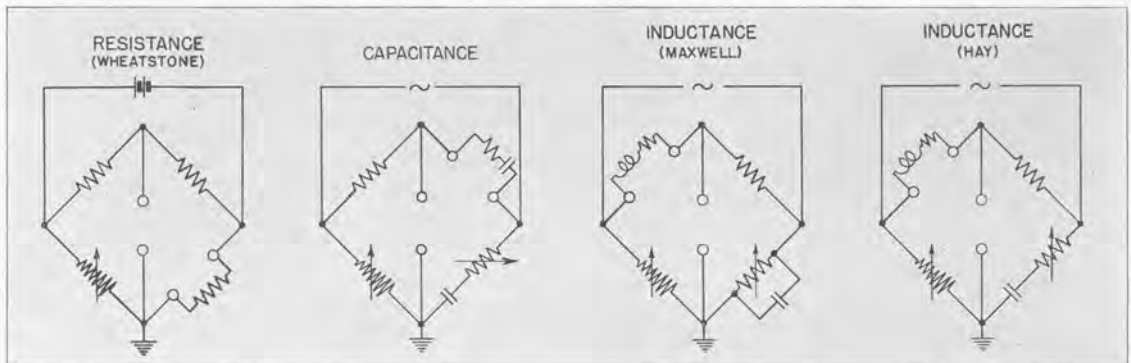 RESISTANCE
(WHEATSTONE)
CAPACITANCE
INDUCTANCE
(MAXWELL)
INDUCTANCE
(HAY)